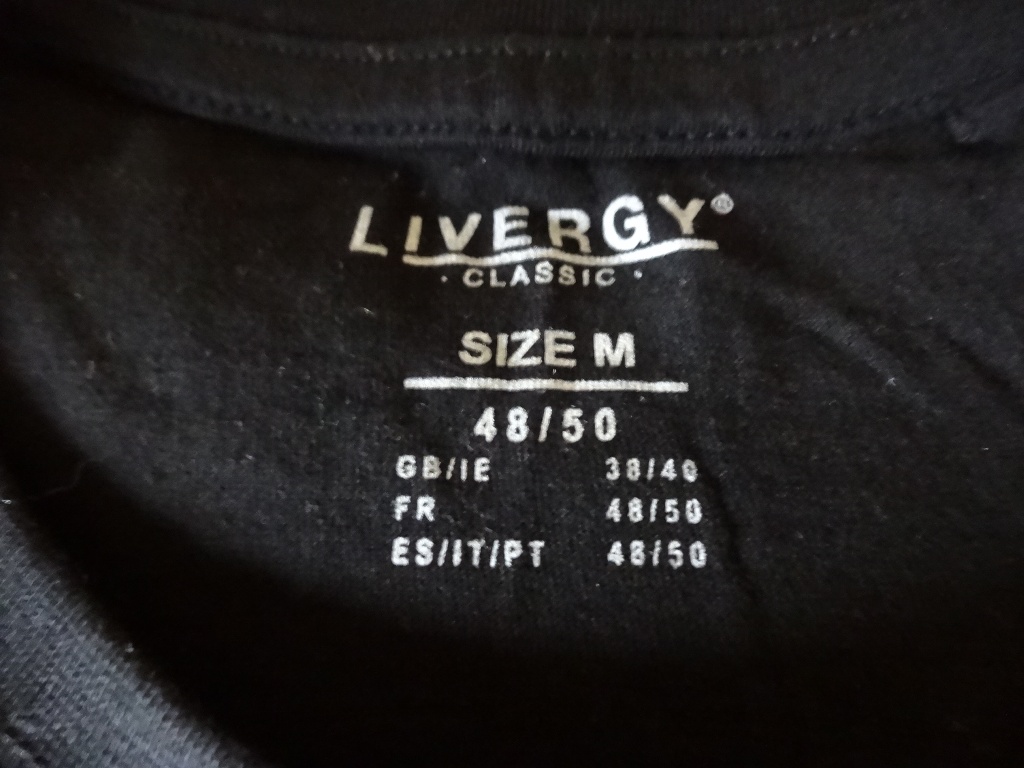 LIVERGY®
· CLASSIC ·
SIZE M
48/50
GB/IE 38/40
FR 48/50
ES/IT/PT 48/50